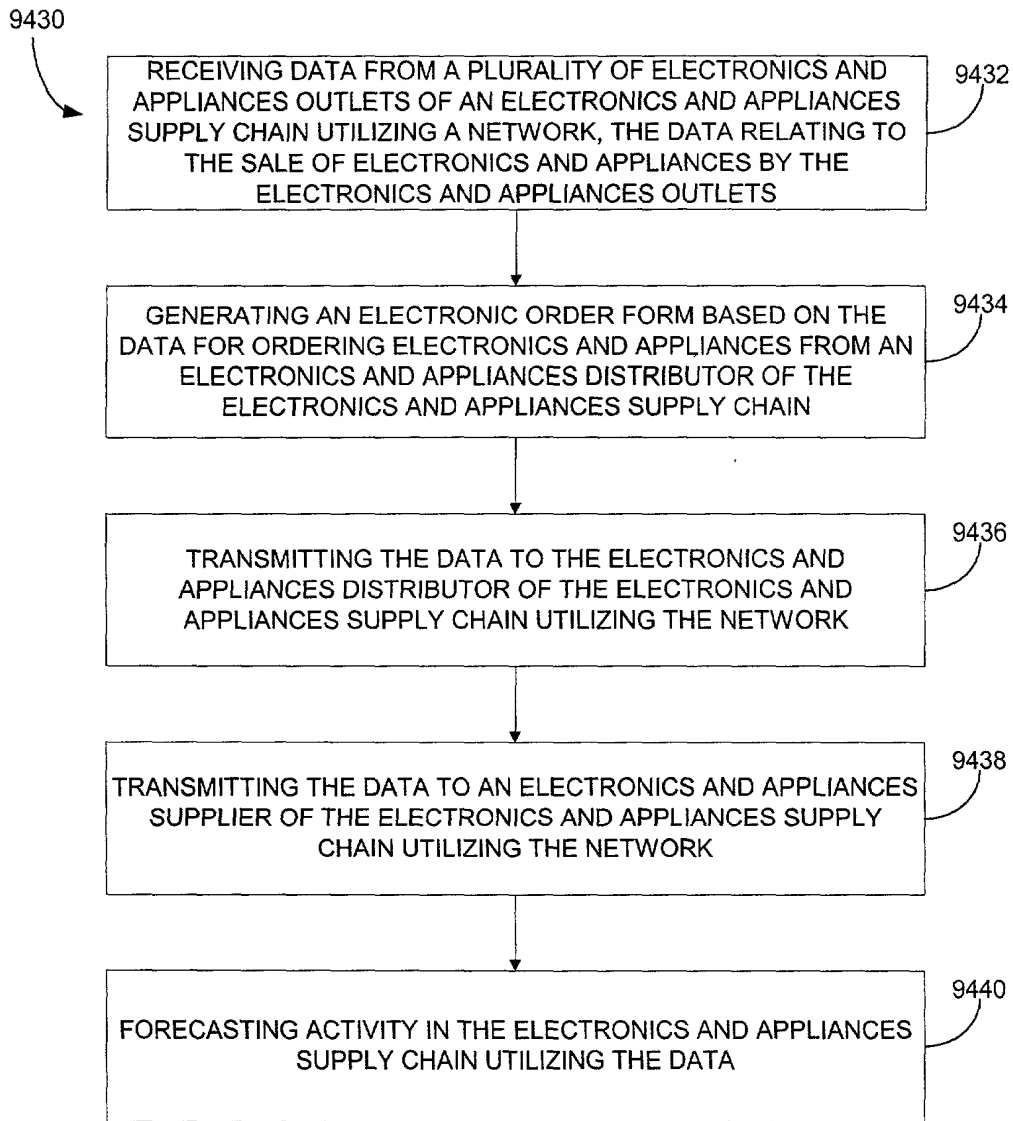 9430
RECEIVING DATA FROM A PLURALITY OF ELECTRONICS AND
APPLIANCES OUTLETS OF AN ELECTRONICS AND APPLIANCES
SUPPLY CHAIN UTILIZING A NETWORK, THE DATA RELATING TO
THE SALE OF ELECTRONICS AND APPLIANCES BY THE
ELECTRONICS AND APPLIANCES OUTLETS
9432
GENERATING AN ELECTRONIC ORDER FORM BASED ON THE
DATA FOR ORDERING ELECTRONICS AND APPLIANCES FROM AN
ELECTRONICS AND APPLIANCES DISTRIBUTOR OF THE
ELECTRONICS AND APPLIANCES SUPPLY CHAIN
9434
TRANSMITTING THE DATA TO THE ELECTRONICS AND
APPLIANCES DISTRIBUTOR OF THE ELECTRONICS AND
APPLIANCES SUPPLY CHAIN UTILIZING THE NETWORK
9436
TRANSMITTING THE DATA TO AN ELECTRONICS AND APPLIANCES
SUPPLIER OF THE ELECTRONICS AND APPLIANCES SUPPLY
CHAIN UTILIZING THE NETWORK
9438
FORECASTING ACTIVITY IN THE ELECTRONICS AND APPLIANCES
SUPPLY CHAIN UTILIZING THE DATA
9440